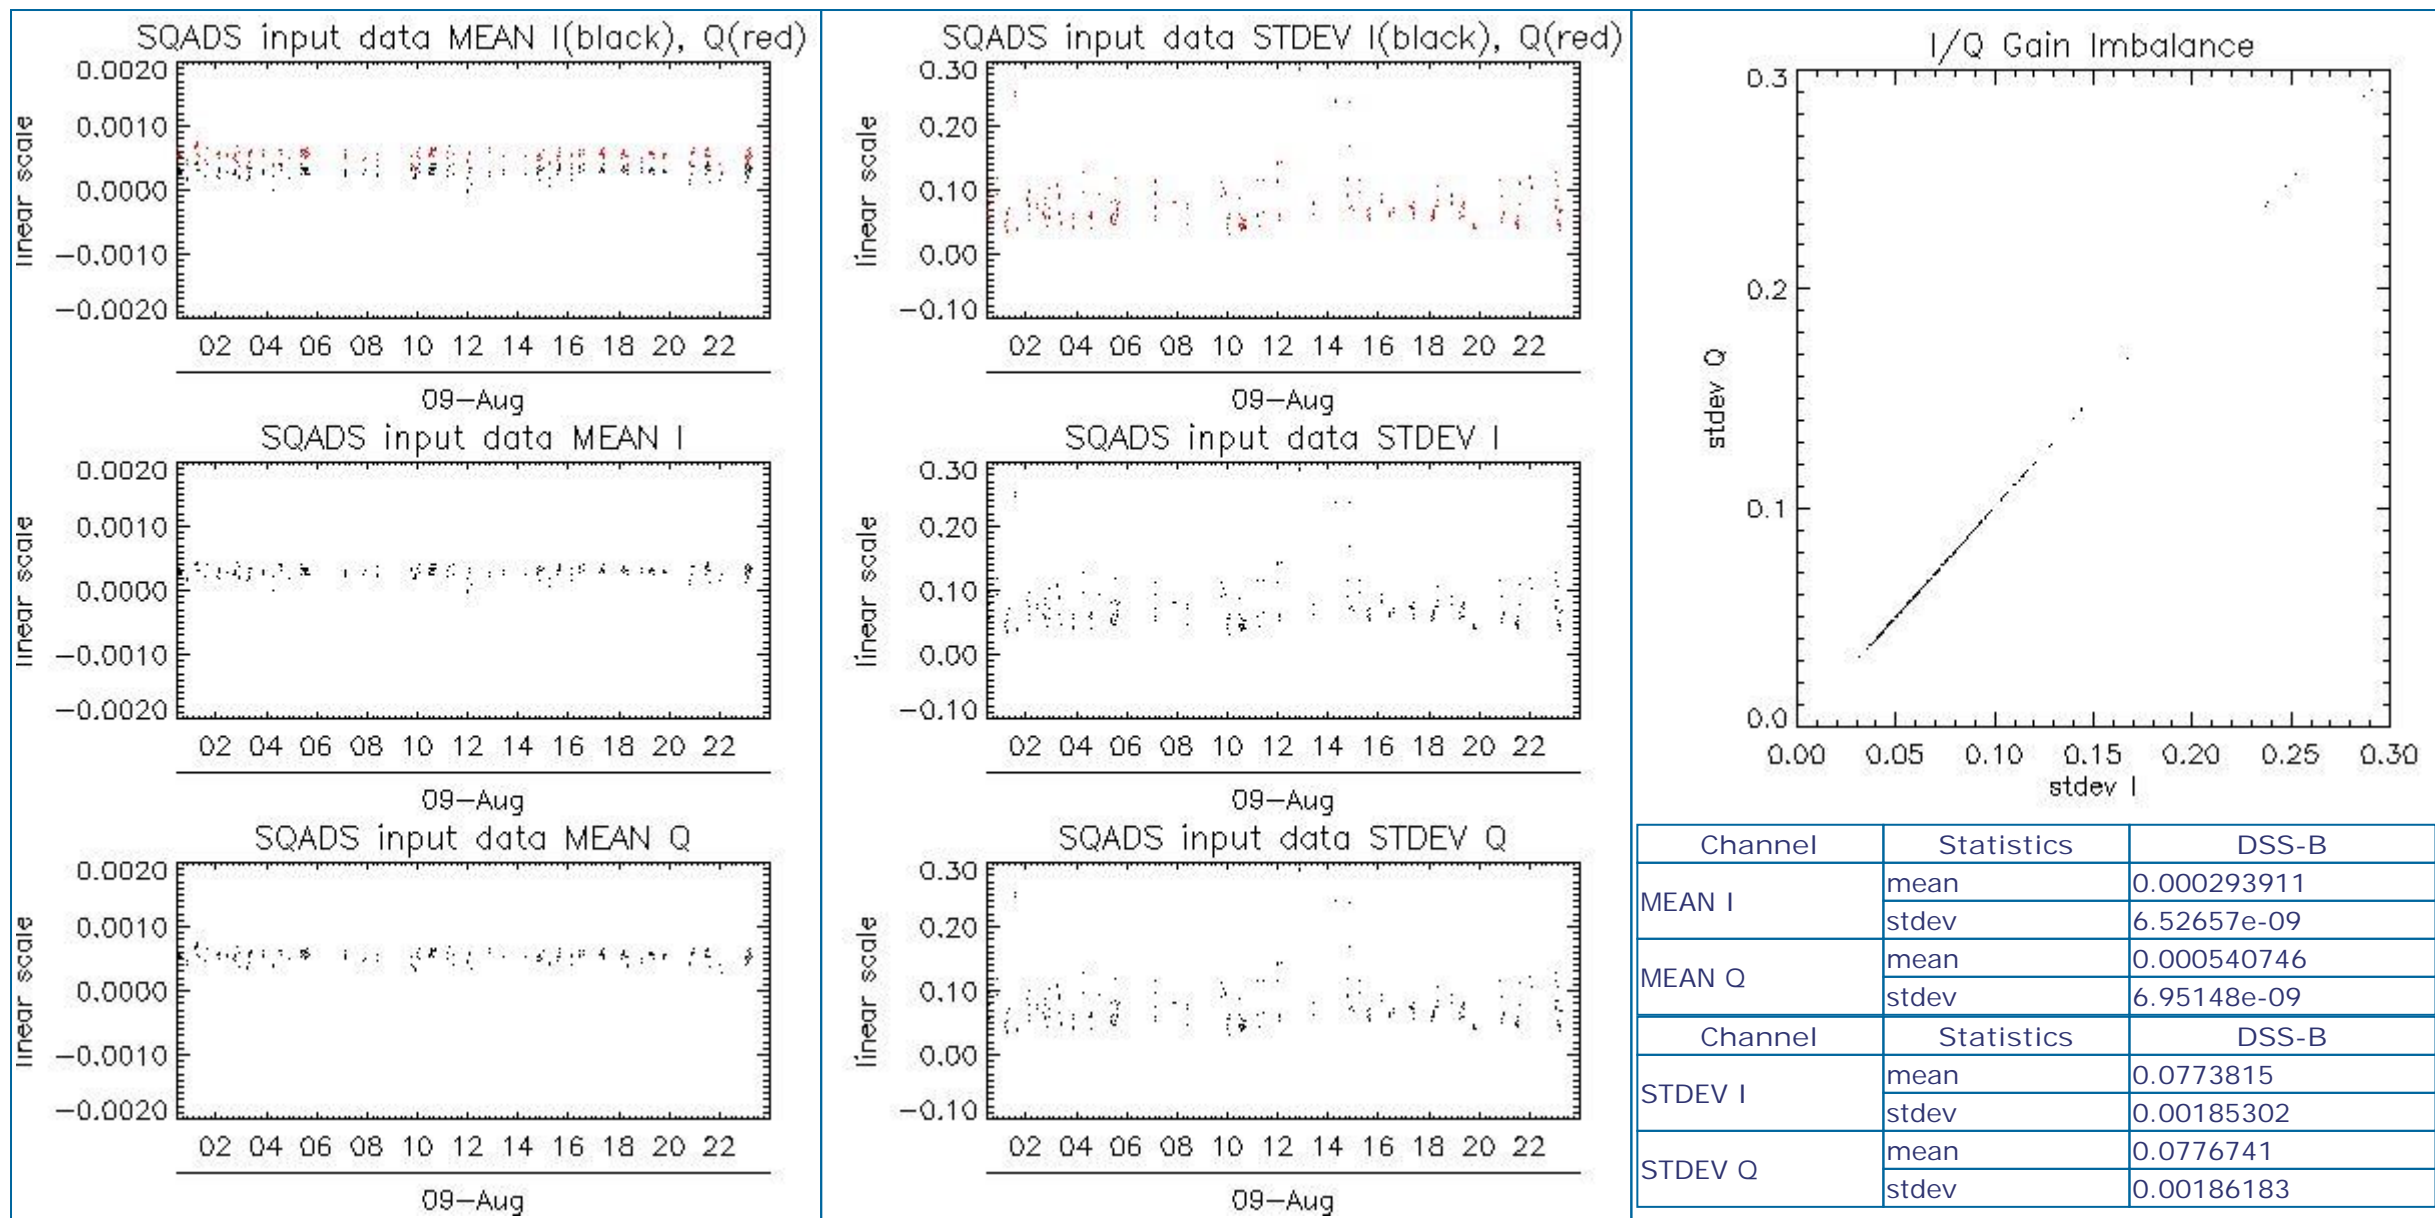 SQADS input data MEAN I(black), Q(red)
0.0020
0.0010
0.0000
−0.0010
−0.0020
linear scale
02 04 06 08 10 12 14 16 18 20 22
09−Aug
SQADS input data MEAN I
0.0020
0.0010
0.0000
−0.0010
−0.0020
linear scale
02 04 06 08 10 12 14 16 18 20 22
09−Aug
SQADS input data MEAN Q
0.0020
0.0010
0.0000
−0.0010
−0.0020
linear scale
02 04 06 08 10 12 14 16 18 20 22
09−Aug
SQADS input data STDEV I(black), Q(red)
0.30
0.20
0.10
0.00
−0.10
linear scale
02 04 06 08 10 12 14 16 18 20 22
09−Aug
SQADS input data STDEV I
0.30
0.20
0.10
0.00
−0.10
linear scale
02 04 06 08 10 12 14 16 18 20 22
09−Aug
SQADS input data STDEV Q
0.30
0.20
0.10
0.00
−0.10
linear scale
02 04 06 08 10 12 14 16 18 20 22
09−Aug
I/Q Gain Imbalance
0.3
0.2
0.1
0.0
stdev Q
0.00 0.05 0.10 0.15 0.20 0.25 0.30
stdev I
Channel Statistics DSS-B
MEAN I mean 0.000293911
stdev 6.52657e-09
MEAN Q mean 0.000540746
stdev 6.95148e-09
Channel Statistics DSS-B
STDEV I mean 0.0773815
stdev 0.00185302
STDEV Q mean 0.0776741
stdev 0.00186183